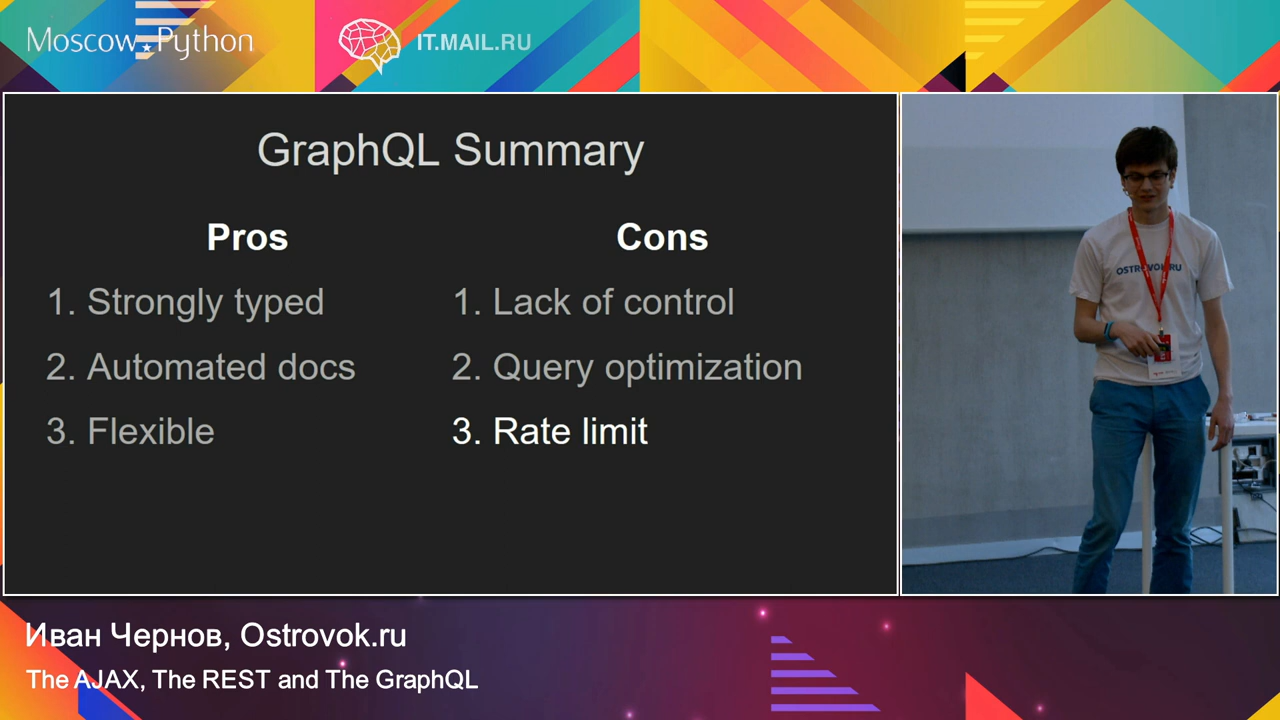 Moscow Python
IT.MAIL.RU
GraphQL Summary
Pros
Cons
1. Strongly typed
2. Automated docs
3. Flexible
1. Lack of control
2. Query optimization
3. Rate limit
OSTROVOK.RU
Иван Чернов, Ostrovok.ru
The AJAX, The REST and The GraphQL